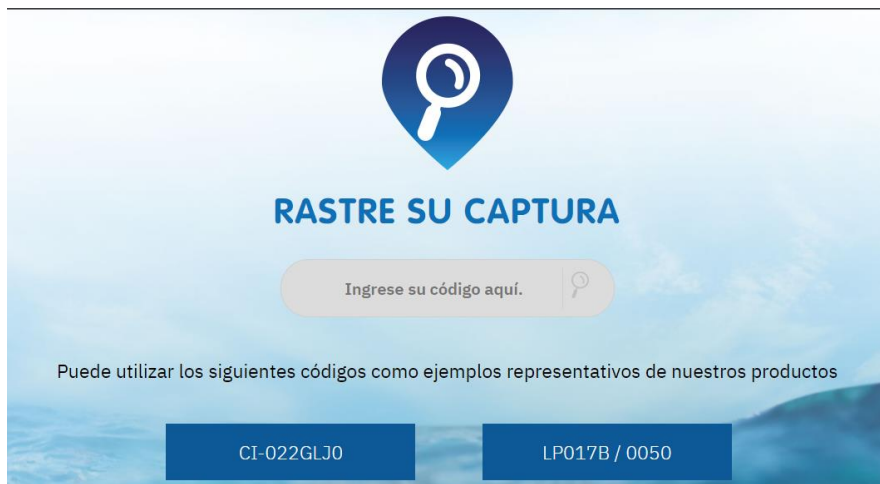 RASTRE SU CAPTURA
Ingrese su código aquí.
Puede utilizar los siguientes códigos como ejemplos representativos de nuestros productos
CI-022GLJ0
LP017B / 0050